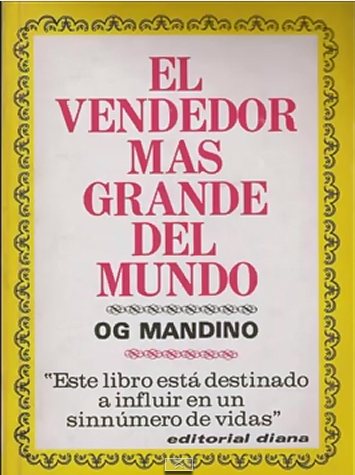 EL
VENDEDOR
MAS
GRANDE
DEL
MUNDO
OG MANDINO
"Este libro está destinado
a influir en un
sinnúmero de vidas"
editorial diana